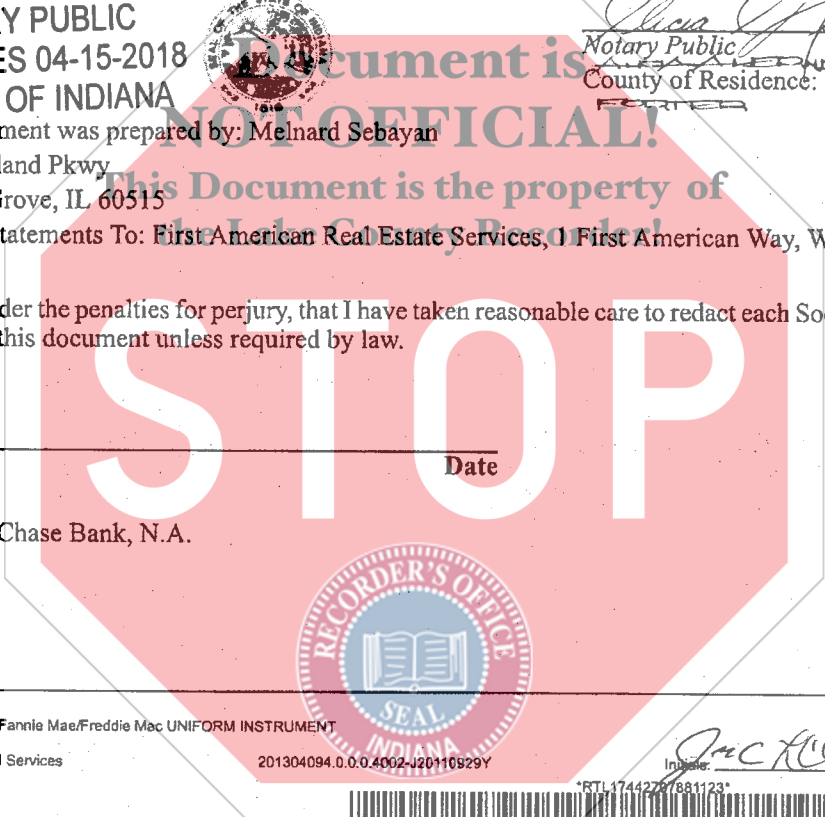 Y PUBLIC
ES 04-15-2018
OF INDIANA
Notary Public
County of Residence:
Document is
NOT OFFICIAL!
This Document is the property of
the Lake County Recorder!
ment was prepared by: Melnard Sebayan
land Pkwy
rove, IL 60515
tatements To: First American Real Estate Services, 1 First American Way, W
der the penalties for perjury, that I have taken reasonable care to redact each So
this document unless required by law.
STOP
Date
Chase Bank, N.A.
RECORDER'S OFFICE
SEAL
INDIANA
Fannie Mae/Freddie Mac UNIFORM INSTRUMENT
l Services
201304094.0.0.0.4002-J20110829Y
Initials: